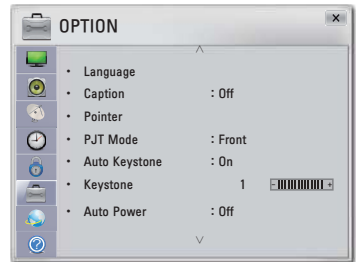 OPTION
• Language
• Caption : Off
• Pointer
• PJT Mode : Front
• Auto Keystone : On
• Keystone 1 - +
• Auto Power : Off